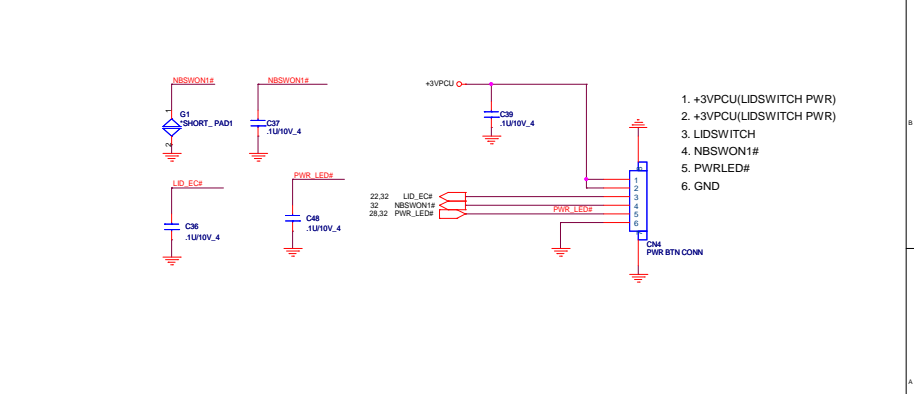 NBSWON1#
1
G1
*SHORT_ PAD1
2
NBSWON1#
C37
.1U/10V_4
+3VPCU
C39
.1U/10V_4
1. +3VPCU(LIDSWITCH PWR)
2. +3VPCU(LIDSWITCH PWR)
3. LIDSWITCH
4. NBSWON1#
5. PWRLED#
6. GND
B
LID_EC#
C36
.1U/10V_4
PWR_LED#
C48
.1U/10V_4
22,32 LID_EC#
32 NBSWON1#
28,32 PWR_LED#
PWR_LED#
8
1
2
3
4
5
6
7
CN4
PWR BTN CONN
A